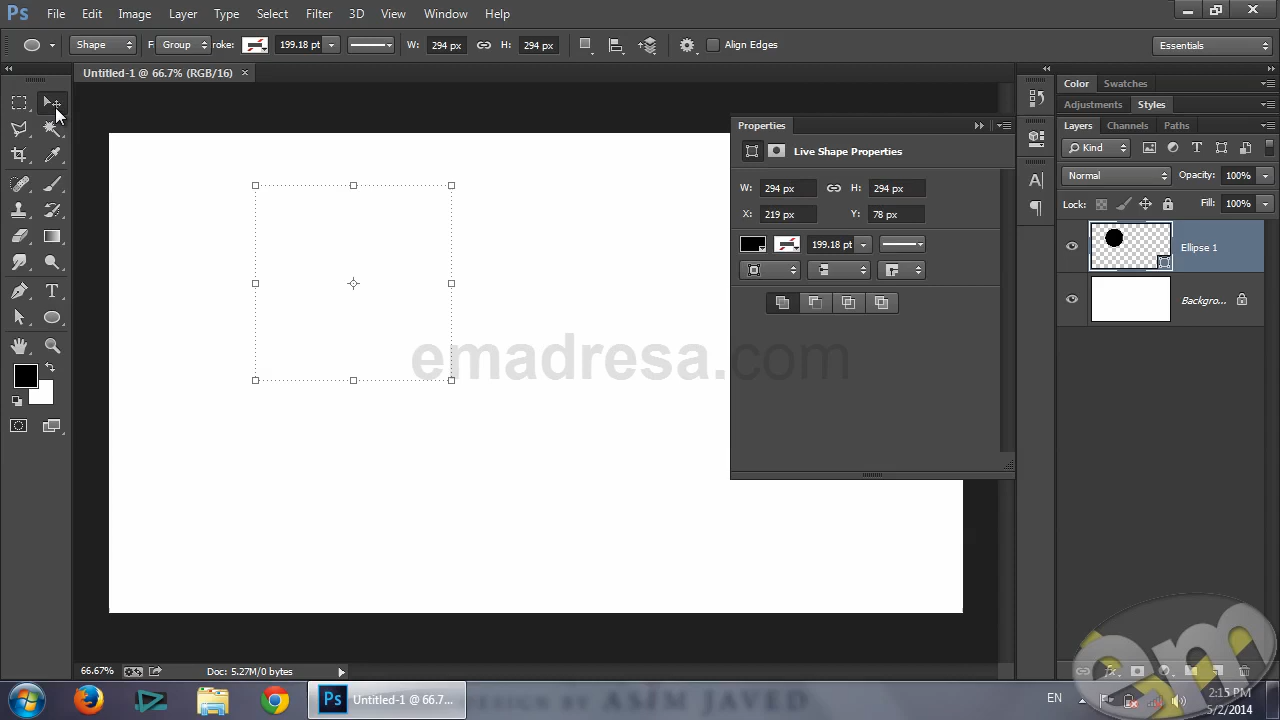 Ps File Edit Image Layer Type Select Filter 3D View Window Help
Shape F Group roke: 199.18 pt W: 294 px H: 294 px Align Edges Essentials
Untitled-1 @ 66.7% (RGB/16) ×
Color Swatches
Adjustments Styles
Properties
Layers Channels Paths
Live Shape Properties
Kind
W: 294 px H: 294 px
Normal Opacity: 100%
X: 219 px Y: 78 px
Lock: Fill: 100%
199.18 pt
Ellipse 1
Backgro...
emadresa.com
66.67% Doc: 5.27M/0 bytes
em
Ps Untitled-1 @ 66.7...
EN
2:15 PM
5/2/2014